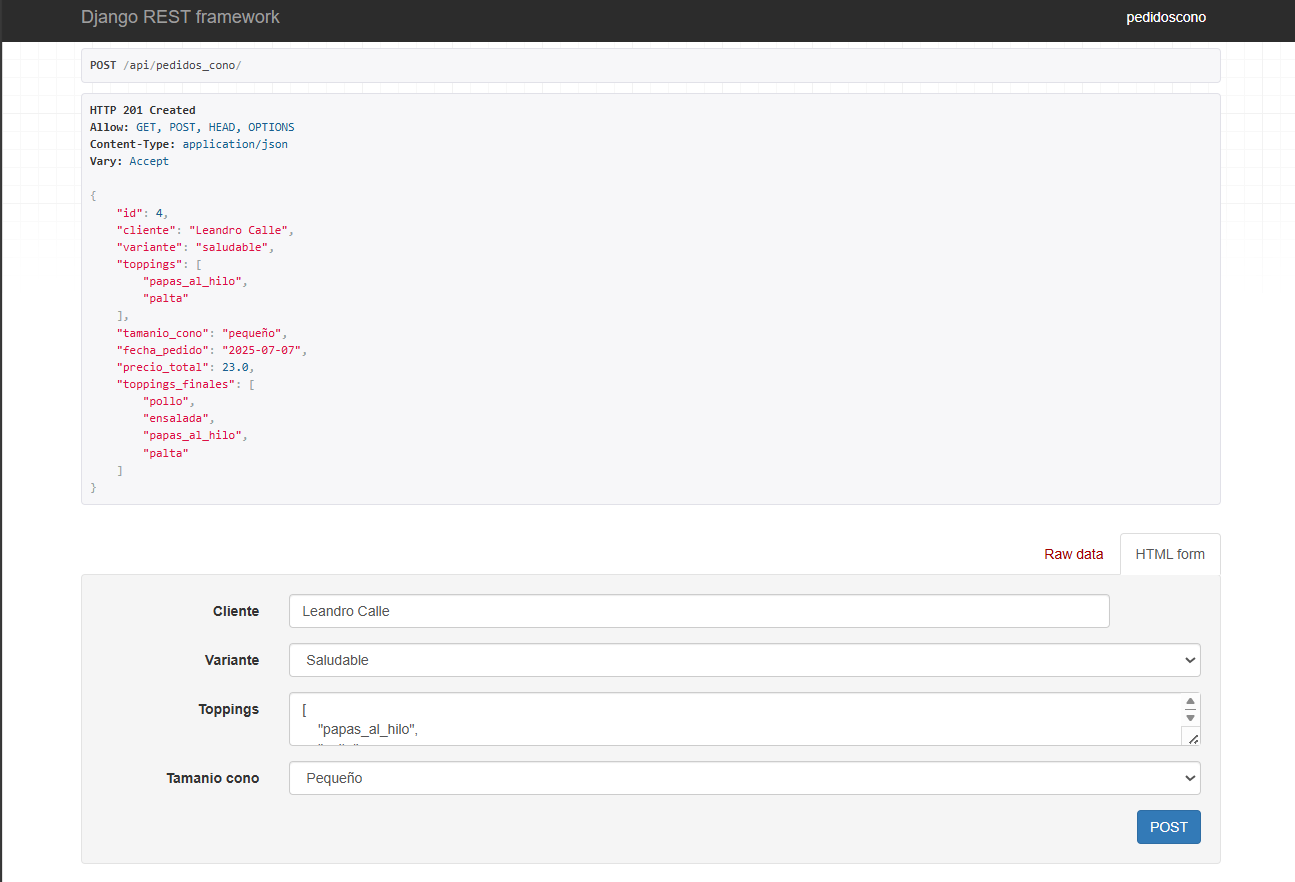 Django REST framework
pedidoscono
POST /api/pedidos_cono/
HTTP 201 Created
Allow: GET, POST, HEAD, OPTIONS
Content-Type: application/json
Vary: Accept
{
"id": 4,
"cliente": "Leandro Calle",
"variante": "saludable",
"toppings": [
"papas_al_hilo",
"palta"
],
"tamanio_cono": "pequeño",
"fecha_pedido": "2025-07-07",
"precio_total": 23.0,
"toppings_finales": [
"pollo",
"ensalada",
"papas_al_hilo",
"palta"
]
}
Raw data
HTML form
Cliente
Leandro Calle
Variante
Saludable
Toppings
[
"papas_al_hilo",
Tamanio cono
Pequeño
POST